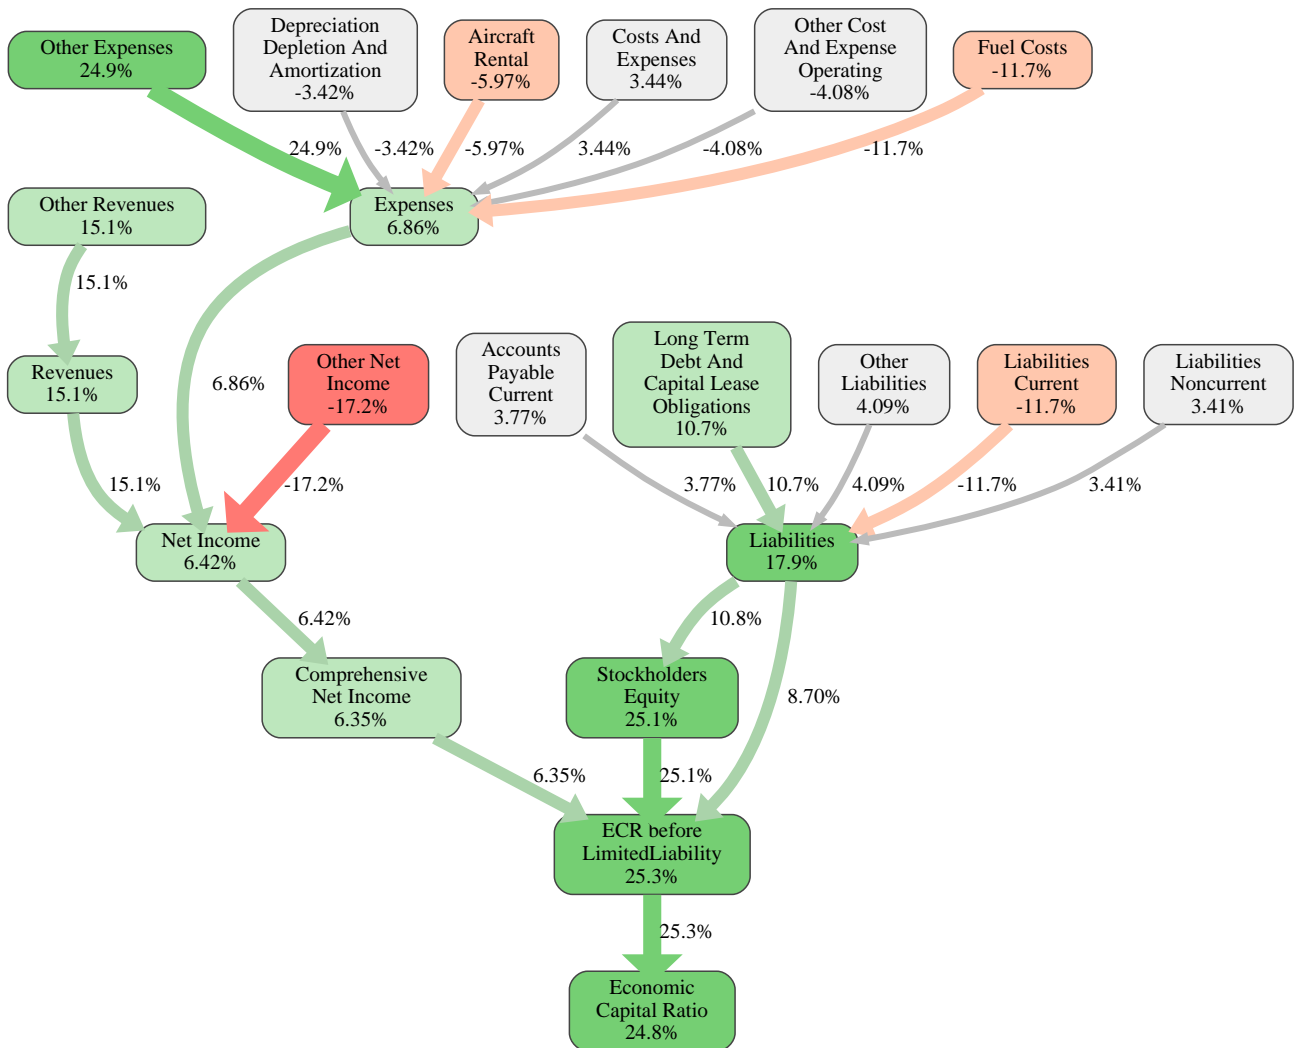 Other Expenses
24.9%
Depreciation
Depletion And
Amortization
-3.42%
Aircraft
Rental
-5.97%
Costs And
Expenses
3.44%
Other Cost
And Expense
Operating
-4.08%
Fuel Costs
-11.7%
24.9%
-3.42%
-5.97%
3.44%
-4.08%
-11.7%
Other Revenues
15.1%
Expenses
6.86%
15.1%
Revenues
15.1%
6.86%
Other Net
Income
-17.2%
Accounts
Payable
Current
3.77%
Long Term
Debt And
Capital Lease
Obligations
10.7%
Other
Liabilities
4.09%
Liabilities
Current
-11.7%
Liabilities
Noncurrent
3.41%
15.1%
-17.2%
3.77%
10.7%
4.09%
-11.7%
3.41%
Net Income
6.42%
Liabilities
17.9%
6.42%
10.8%
8.70%
Comprehensive
Net Income
6.35%
Stockholders
Equity
25.1%
6.35%
25.1%
ECR before
LimitedLiability
25.3%
25.3%
Economic
Capital Ratio
24.8%